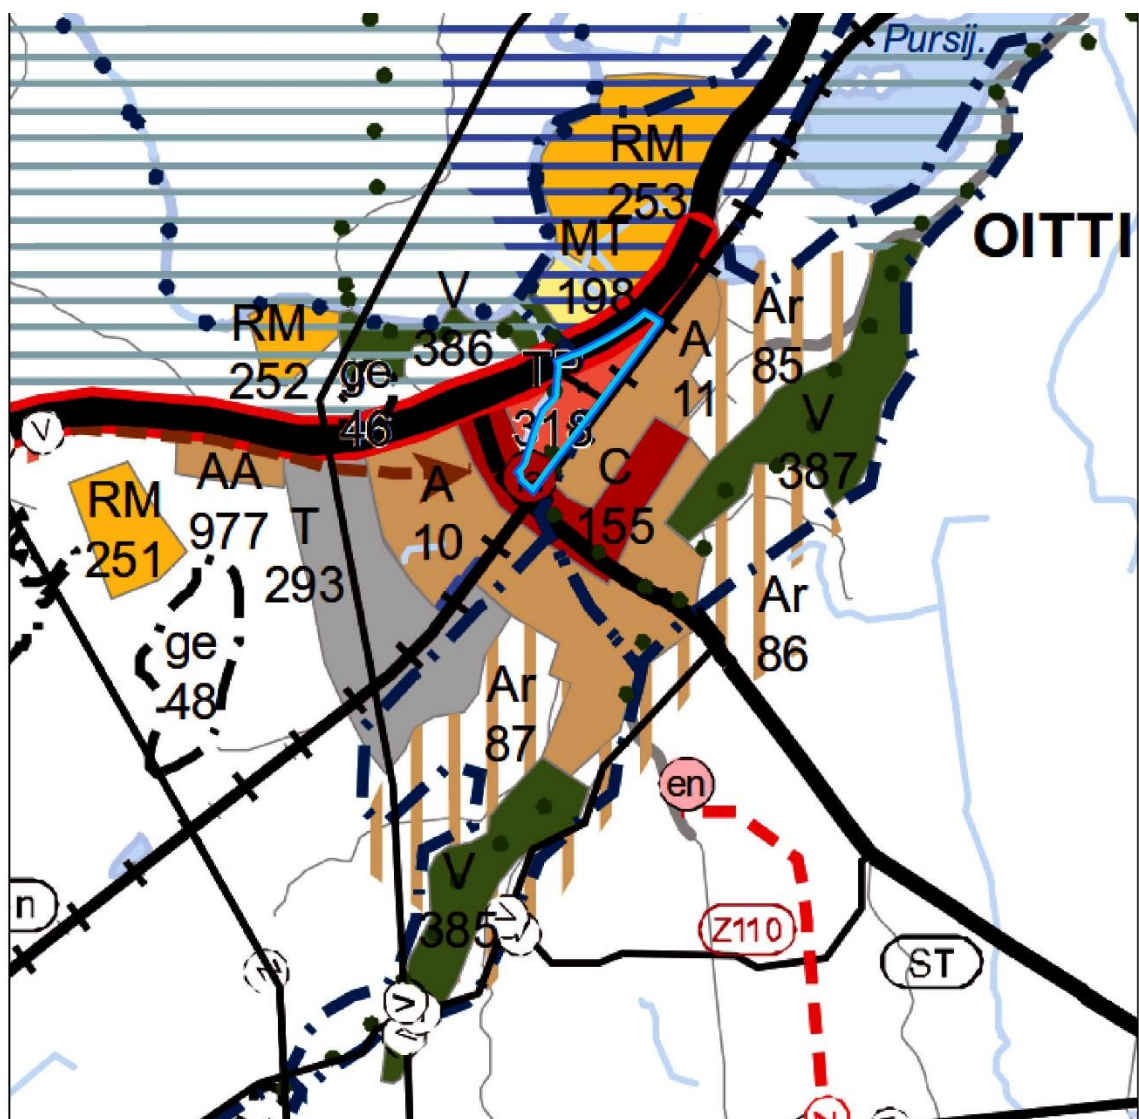 Pursij.
RM
253
OITTI
MT
198
V
386
RM
252
ge
46
Ar
85
A
11
TP
318
V
387
V
AA
977
RM
251
T
293
A
10
C
155
Ar
86
ge
48
Ar
87
en
V
385
n
V
Z110
ST
Z
V
Z